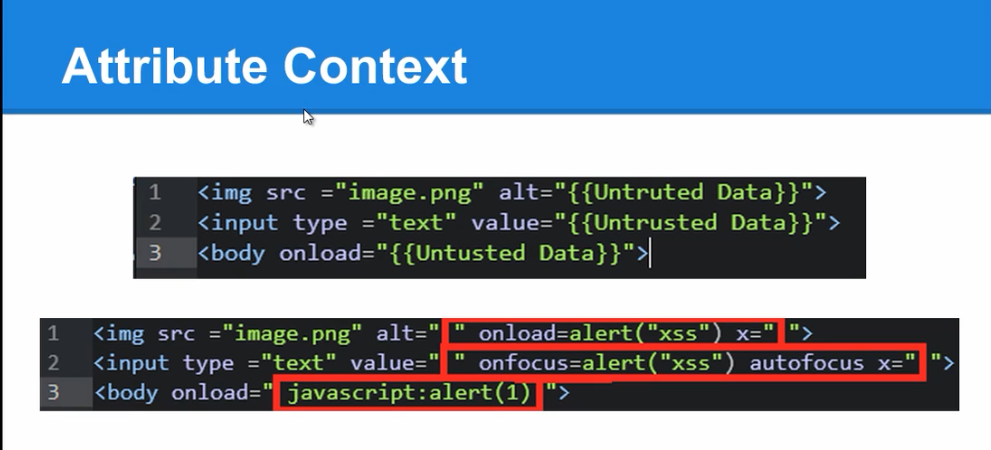 Attribute Context
1 <img src ="image.png" alt="{{Untruted Data}}">
2 <input type ="text" value="{{Untrusted Data}}">
3 <body onload="{{Untusted Data}}">
1 <img src ="image.png" alt=" " onload=alert("xss") x=" ">
2 <input type ="text" value=" " onfocus=alert("xss") autofocus x=" ">
3 <body onload=" javascript:alert(1) ">